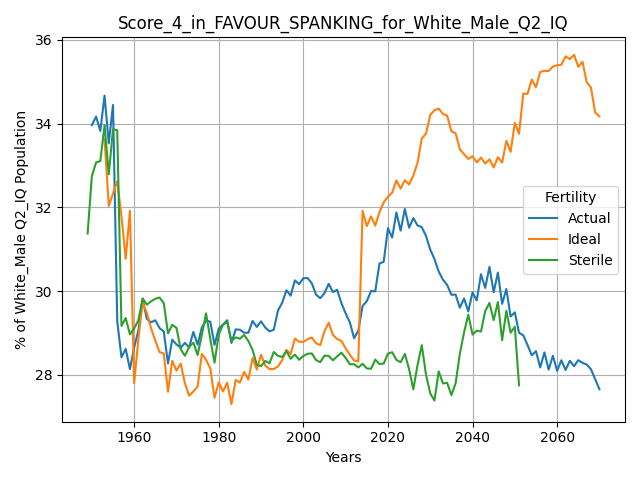 Score_4_in_FAVOUR_SPANKING_for_White_Male_Q2_IQ
36
34
32
30
28
% of White_Male Q2_IQ Population
Fertility
Actual
Ideal
Sterile
1960
1980
2000
2020
2040
2060
Years